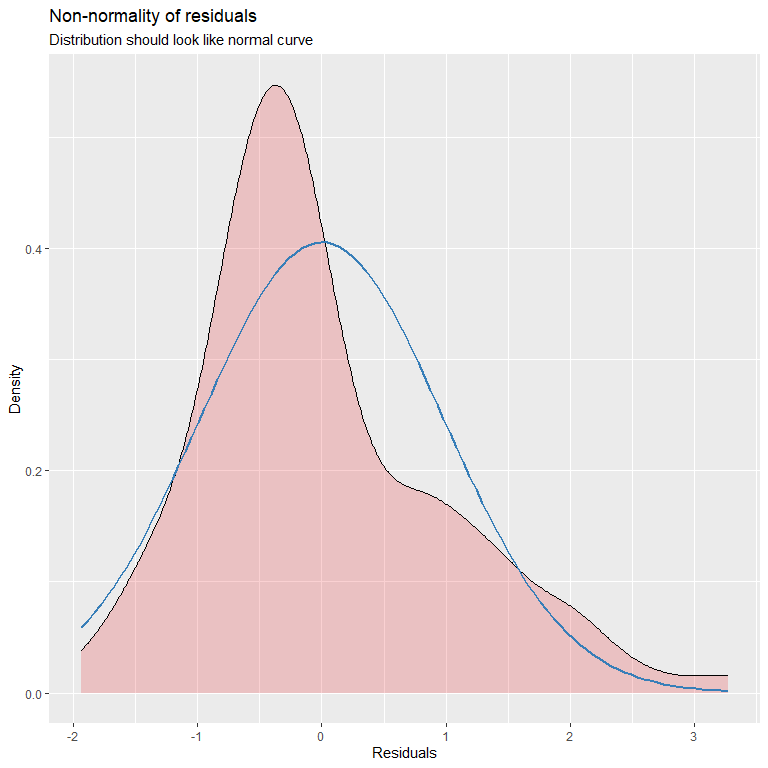 Non-normality of residuals
Distribution should look like normal curve
Density
0.4
0.2
0.0
-2 -1 0 1 2 3
Residuals